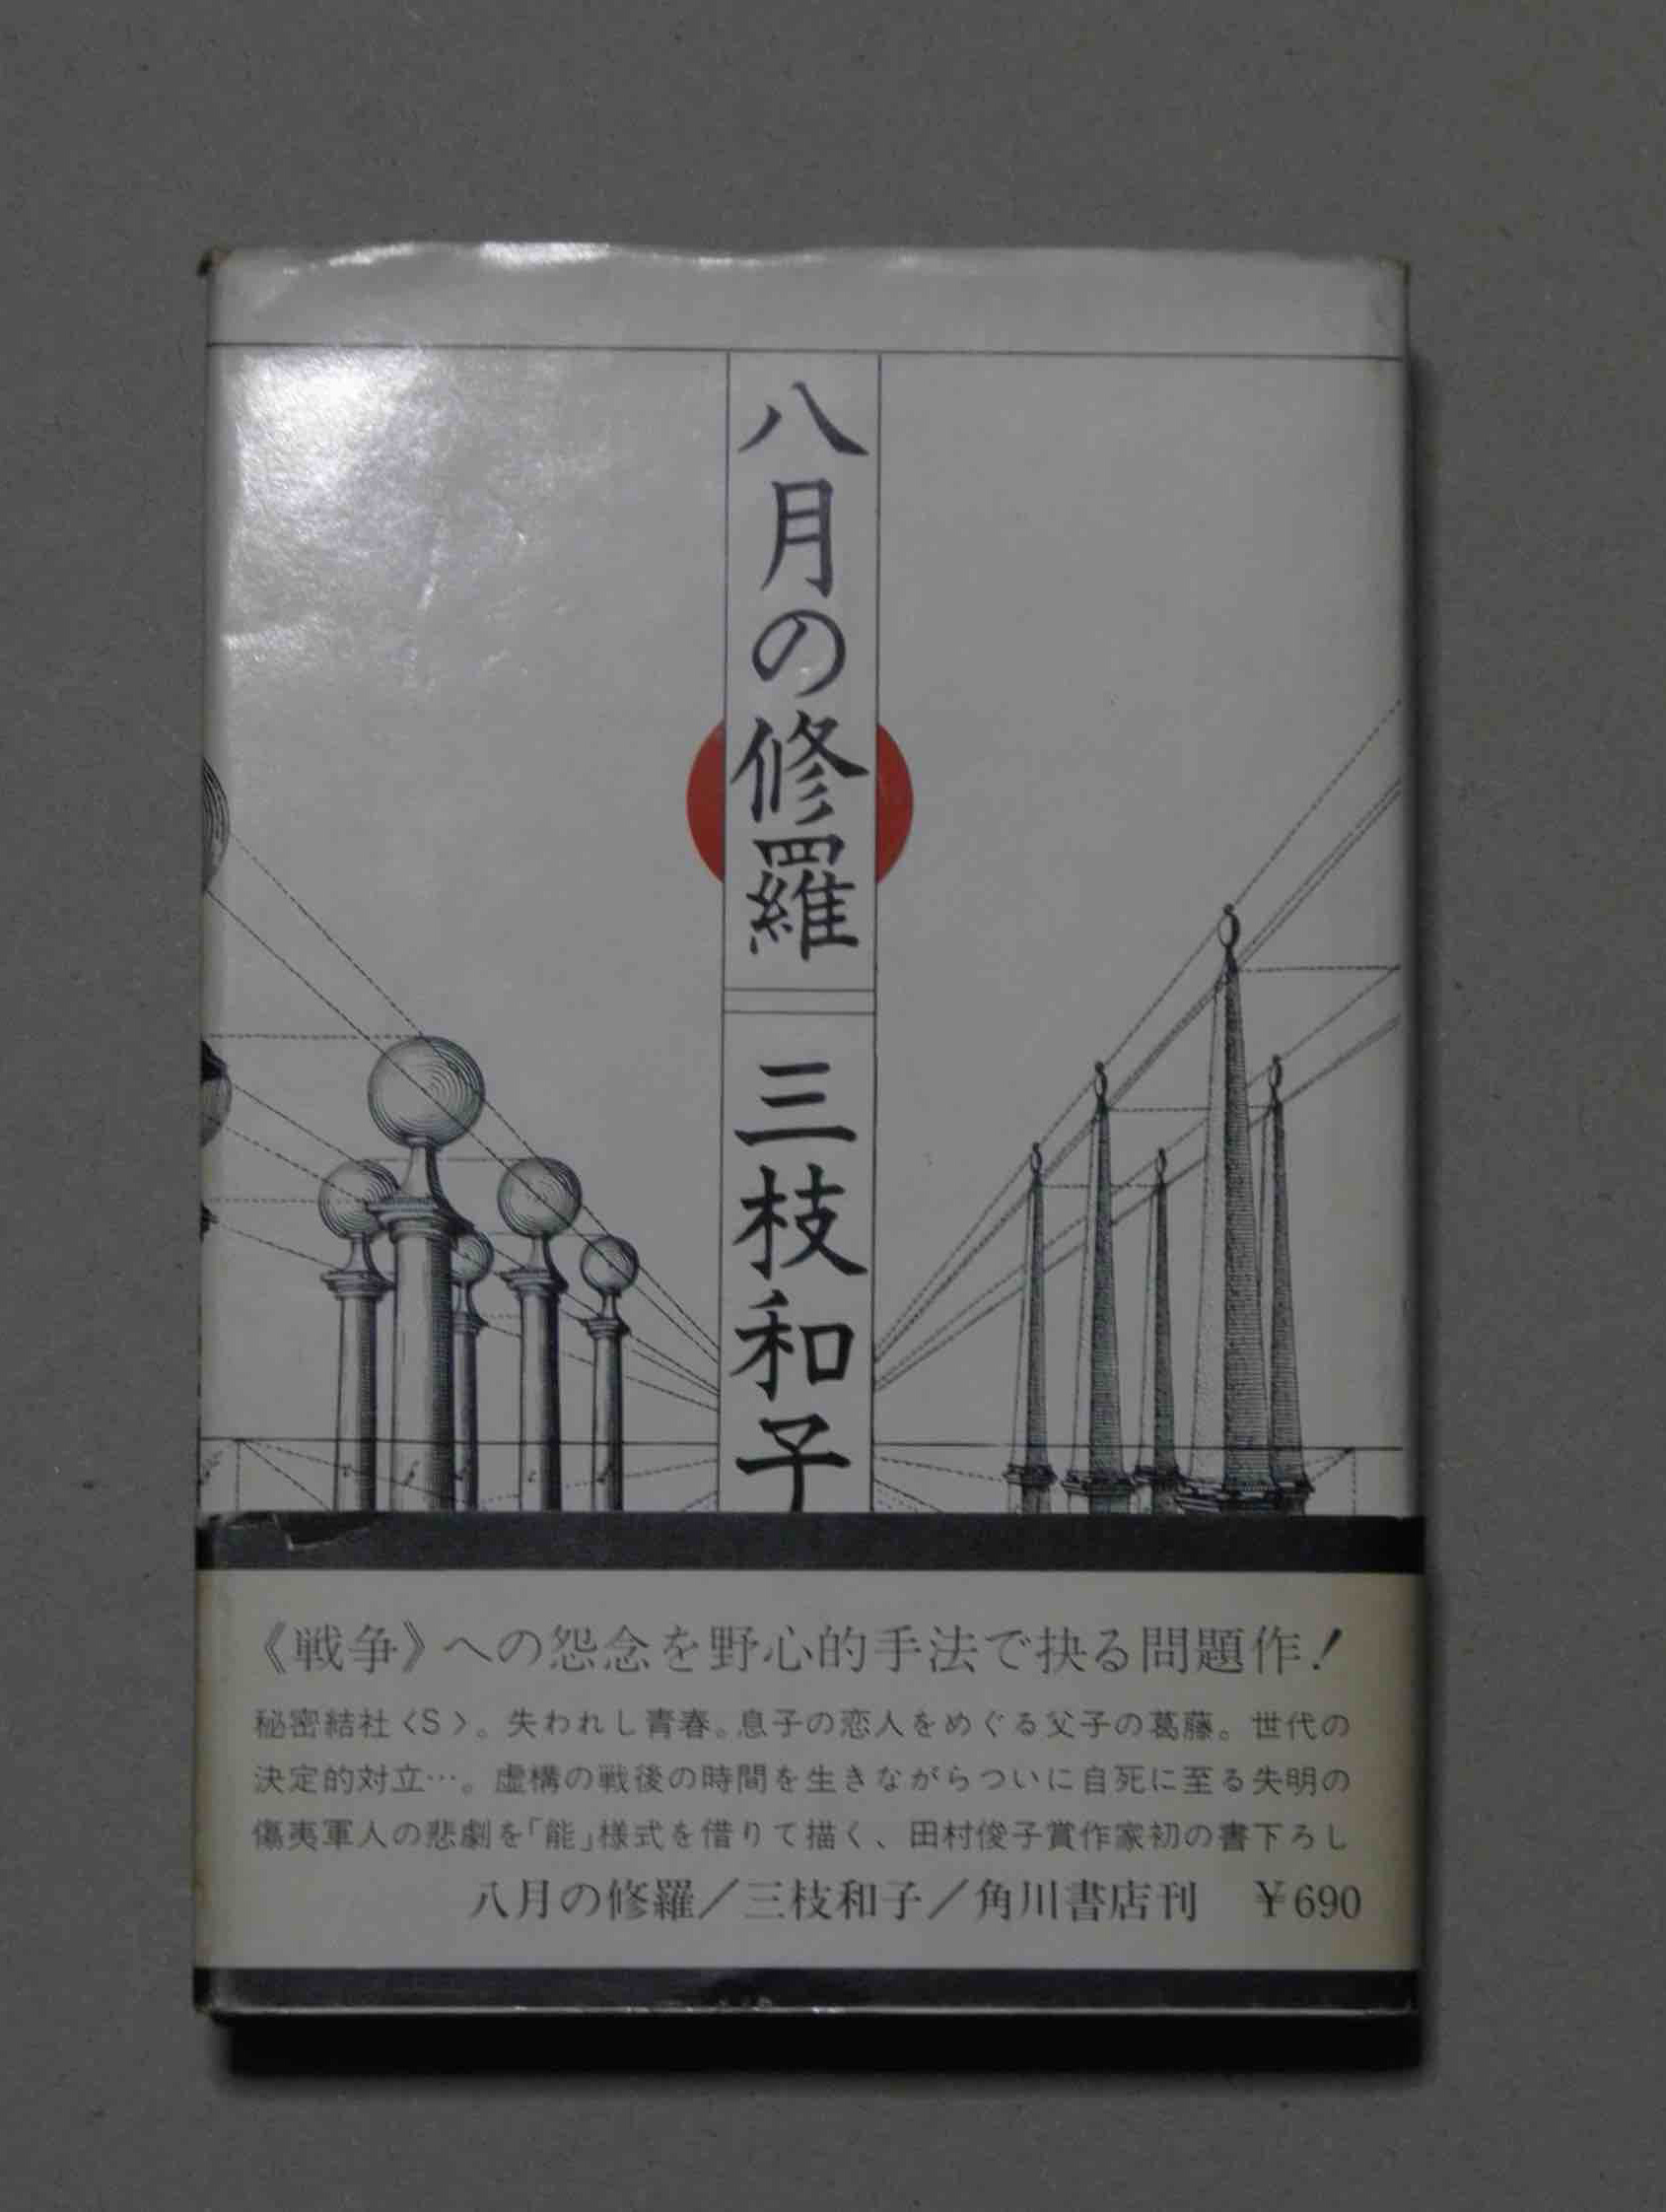 八月の修羅
三枝和子
《戦争》への怨念を野心的手法で抉る問題作!
秘密結社〈S〉。失われし青春。息子の恋人をめぐる父子の葛藤。世代の
決定的対立…。虚構の戦後の時間を生きながらついに自死に至る失明の
傷夷軍人の悲劇を「能」様式を借りて描く、田村俊子賞作家初の書下ろし
八月の修羅/三枝和子/角川書店刊 ¥690